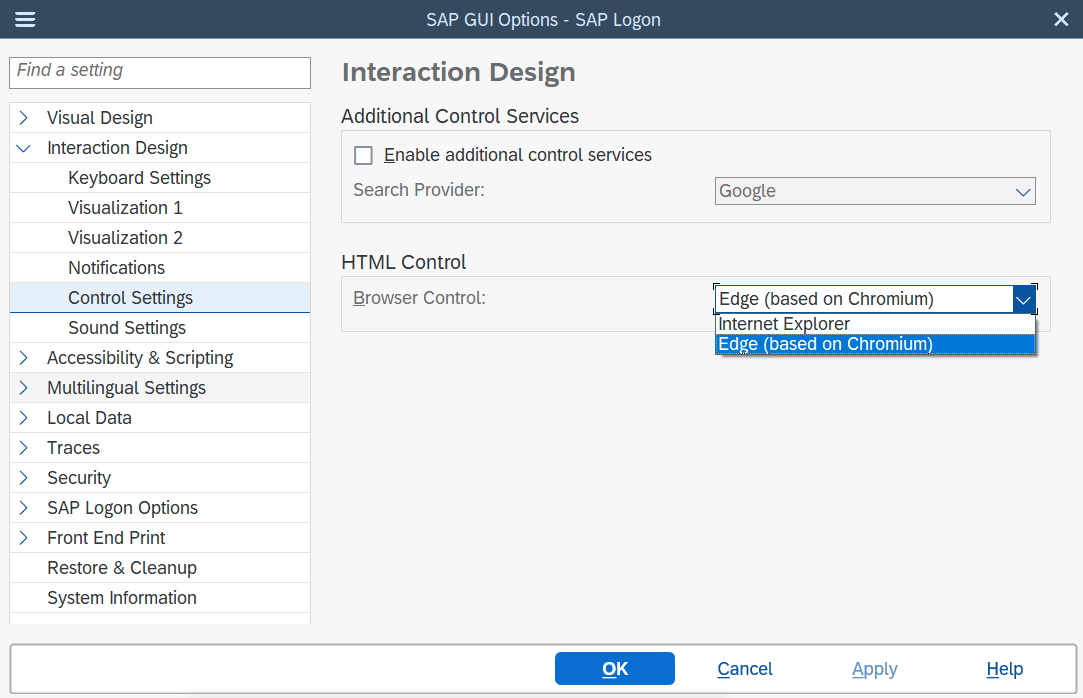 SAP GUI Options - SAP Logon
Find a setting
Visual Design
Interaction Design
Keyboard Settings
Visualization 1
Visualization 2
Notifications
Control Settings
Sound Settings
Accessibility & Scripting
Multilingual Settings
Local Data
Traces
Security
SAP Logon Options
Front End Print
Restore & Cleanup
System Information
Interaction Design
Additional Control Services
Enable additional control services
Search Provider:
Google
HTML Control
Browser Control:
Edge (based on Chromium)
Internet Explorer
Edge (based on Chromium)
OK
Cancel
Apply
Help